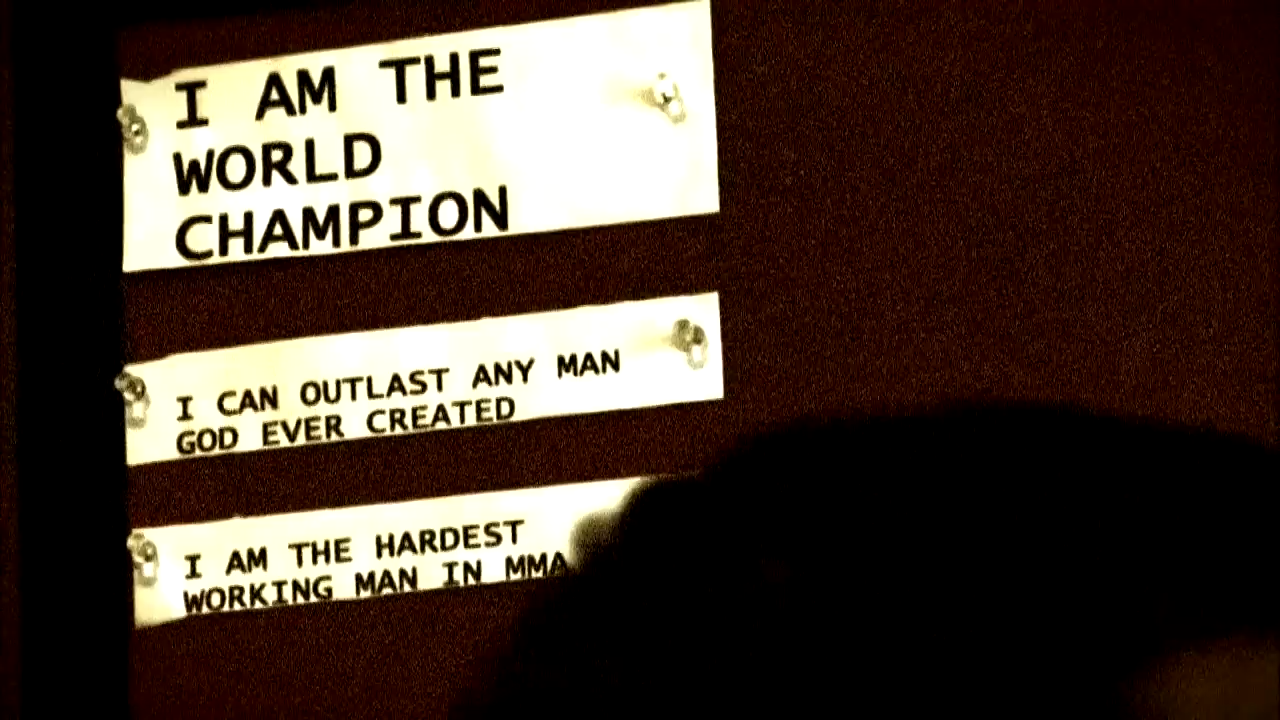 I AM THE
WORLD
CHAMPION
I CAN OUTLAST ANY MAN
GOD EVER CREATED
I AM THE HARDEST
WORKING MAN IN MMA